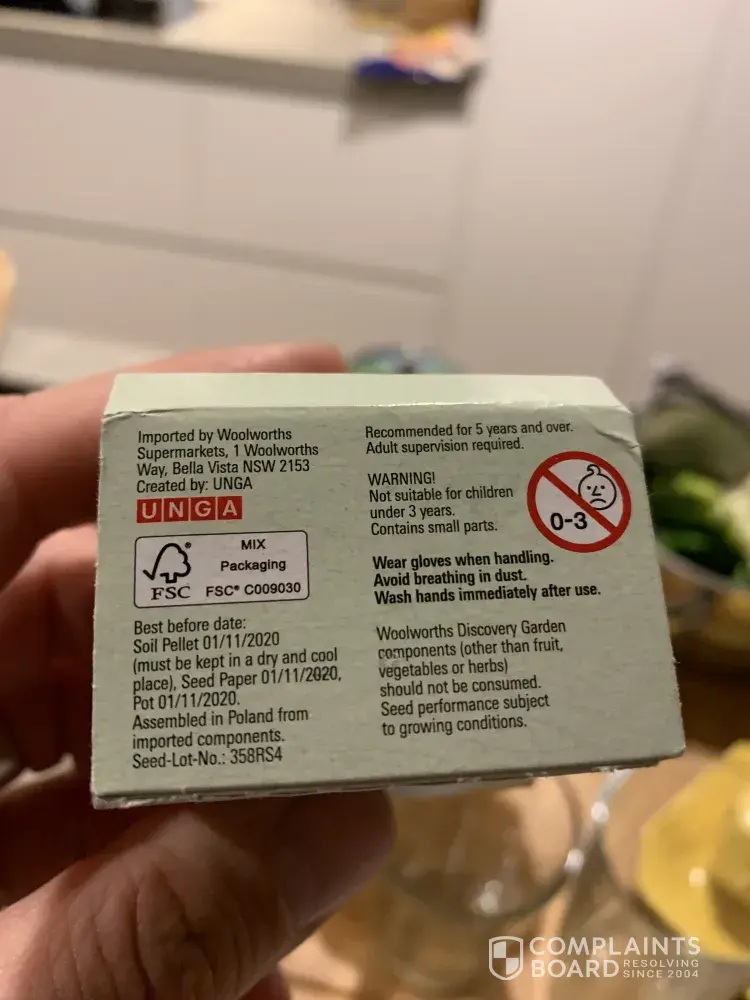 Imported by Woolworths
Supermarkets, 1 Woolworths
Way, Bella Vista NSW 2153
Created by: UNGA
UNGA
FSC
MIX
Packaging
FSC® C009030
Best before date:
Soil Pellet 01/11/2020
(must be kept in a dry and cool
place), Seed Paper 01/11/2020,
Pot 01/11/2020.
Assembled in Poland from
imported components.
Seed-Lot-No.: 358RS4
Recommended for 5 years and over.
Adult supervision required.
WARNING!
Not suitable for children
under 3 years.
Contains small parts.
0-3
Wear gloves when handling.
Avoid breathing in dust.
Wash hands immediately after use.
Woolworths Discovery Garden
components (other than fruit,
vegetables or herbs)
should not be consumed.
Seed performance subject
to growing conditions.
COMPLAINTS
BOARD RESOLVING
SINCE 2004